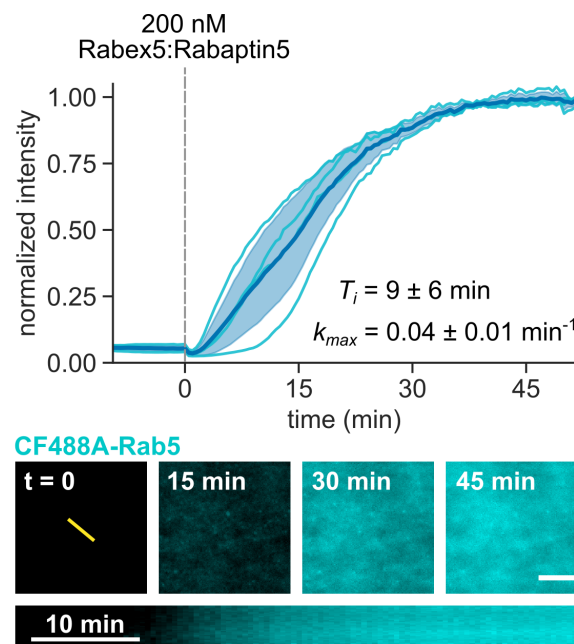 200 nM
Rabex5:Rabaptin5
normalized intensity
1.00
0.75
0.50
0.25
0.00
T_i = 9 ± 6 min
k_max = 0.04 ± 0.01 min⁻¹
0 15 30 45
time (min)
CF488A-Rab5
t = 0 15 min 30 min 45 min
10 min